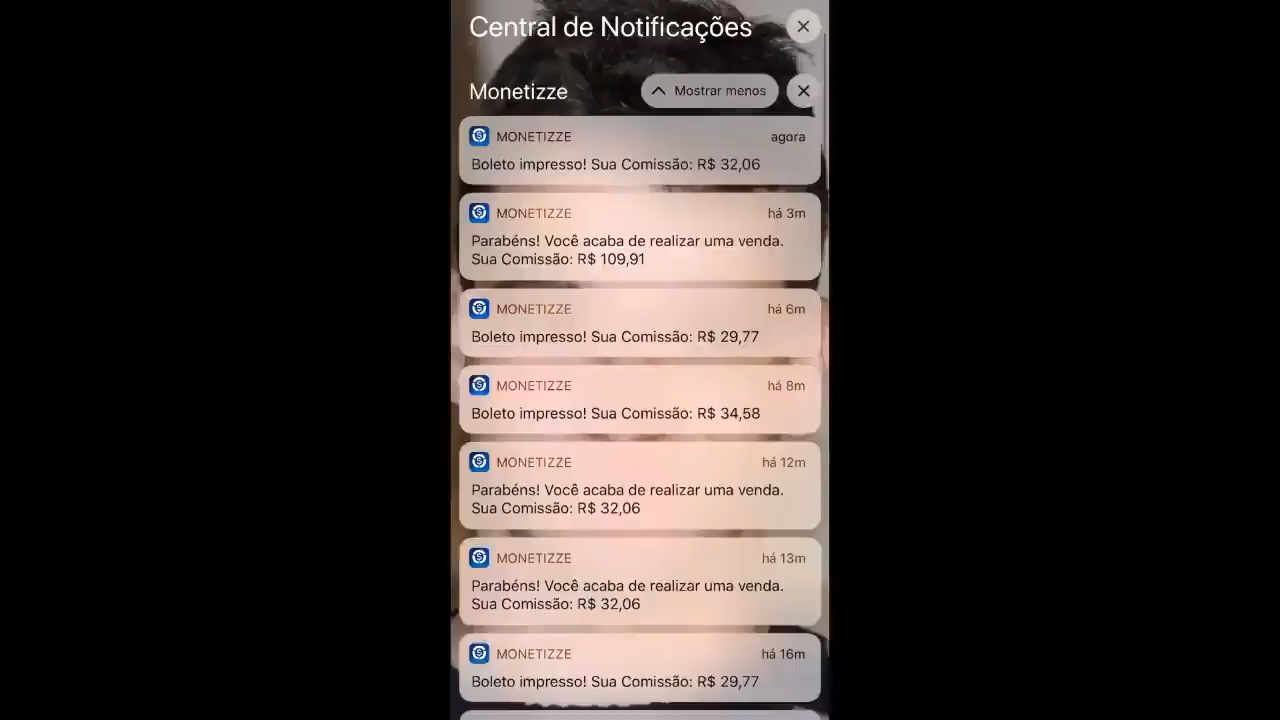 Central de Notificações
Monetizze
Mostrar menos
MONETIZZE
agora
Boleto impresso! Sua Comissão: R$ 32,06
MONETIZZE
há 3m
Parabéns! Você acaba de realizar uma venda.
Sua Comissão: R$ 109,91
MONETIZZE
há 6m
Boleto impresso! Sua Comissão: R$ 29,77
MONETIZZE
há 8m
Boleto impresso! Sua Comissão: R$ 34,58
MONETIZZE
há 12m
Parabéns! Você acaba de realizar uma venda.
Sua Comissão: R$ 32,06
MONETIZZE
há 13m
Parabéns! Você acaba de realizar uma venda.
Sua Comissão: R$ 32,06
MONETIZZE
há 16m
Boleto impresso! Sua Comissão: R$ 29,77